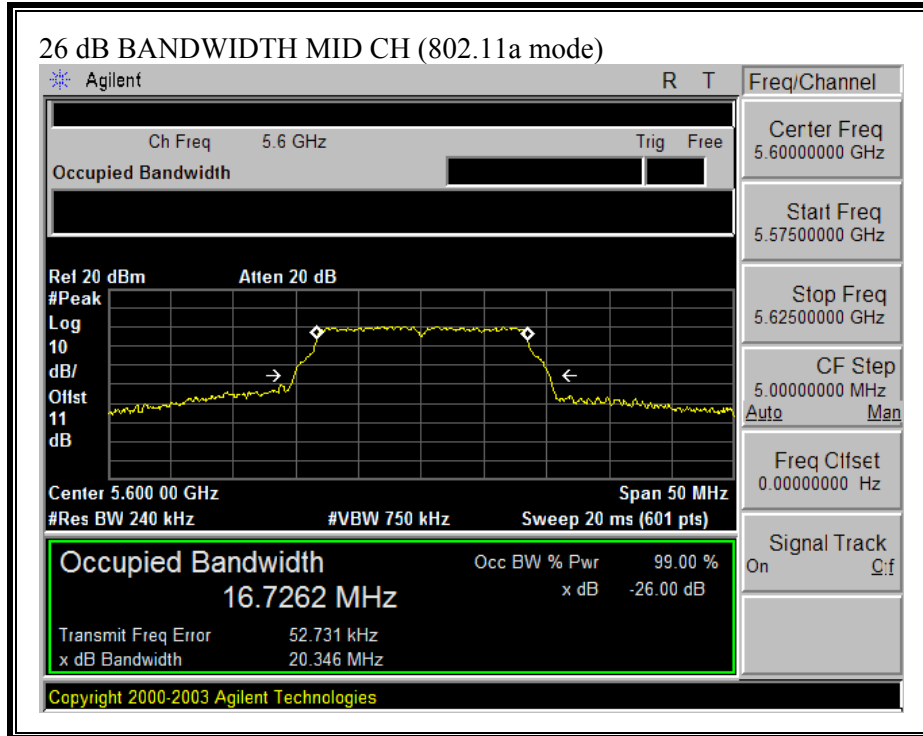 26 dB BANDWIDTH MID CH (802.11a mode)
Agilent R T Freq/Channel
Ch Freq 5.6 GHz Trig Free
Occupied Bandwidth
Center Freq
5.60000000 GHz
Start Freq
5.57500000 GHz
Stop Freq
5.62500000 GHz
CF Step
5.00000000 MHz
Auto Man
Freq Offset
0.00000000 Hz
Signal Track
On Off
Ref 20 dBm Atten 20 dB
#Peak
Log
10
dB/
Offst
11
dB
Center 5.600 00 GHz Span 50 MHz
#Res BW 240 kHz #VBW 750 kHz Sweep 20 ms (601 pts)
Occupied Bandwidth Occ BW % Pwr 99.00 %
16.7262 MHz x dB -26.00 dB
Transmit Freq Error 52.731 kHz
x dB Bandwidth 20.346 MHz
Copyright 2000-2003 Agilent Technologies